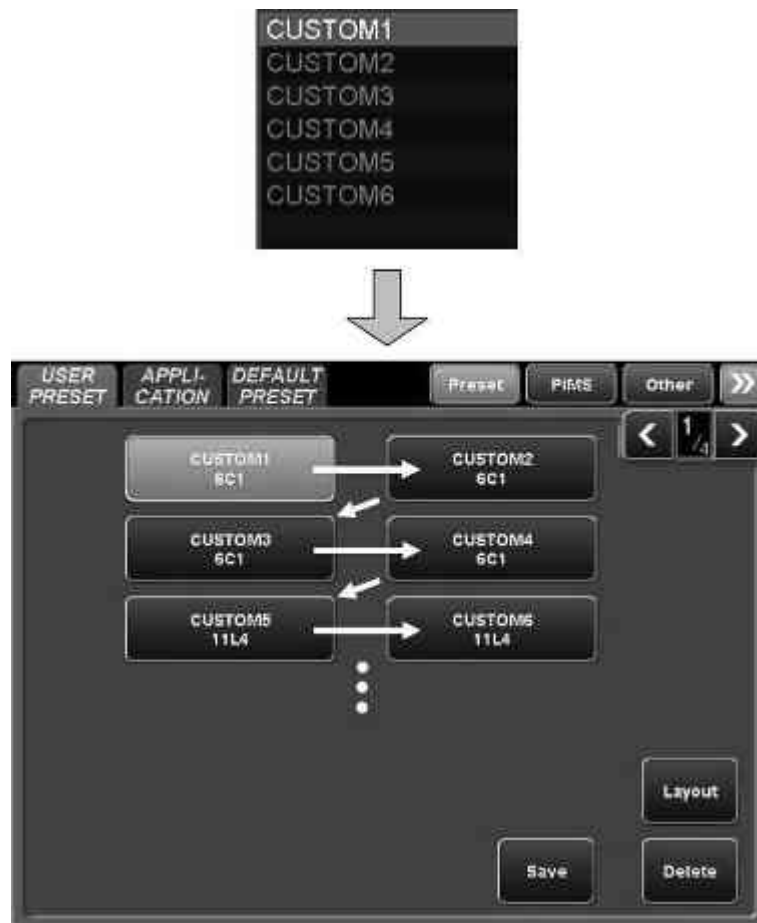 CUSTOM1
CUSTOM2
CUSTOM3
CUSTOM4
CUSTOM5
CUSTOM6
USER PRESET
APPLI-CATION
DEFAULT PRESET
Preset
PIMS
Other
1/4
CUSTOM1
6C1
CUSTOM2
6C1
CUSTOM3
6C1
CUSTOM4
6C1
CUSTOM5
11L4
CUSTOM6
11L4
Layout
Save
Delete